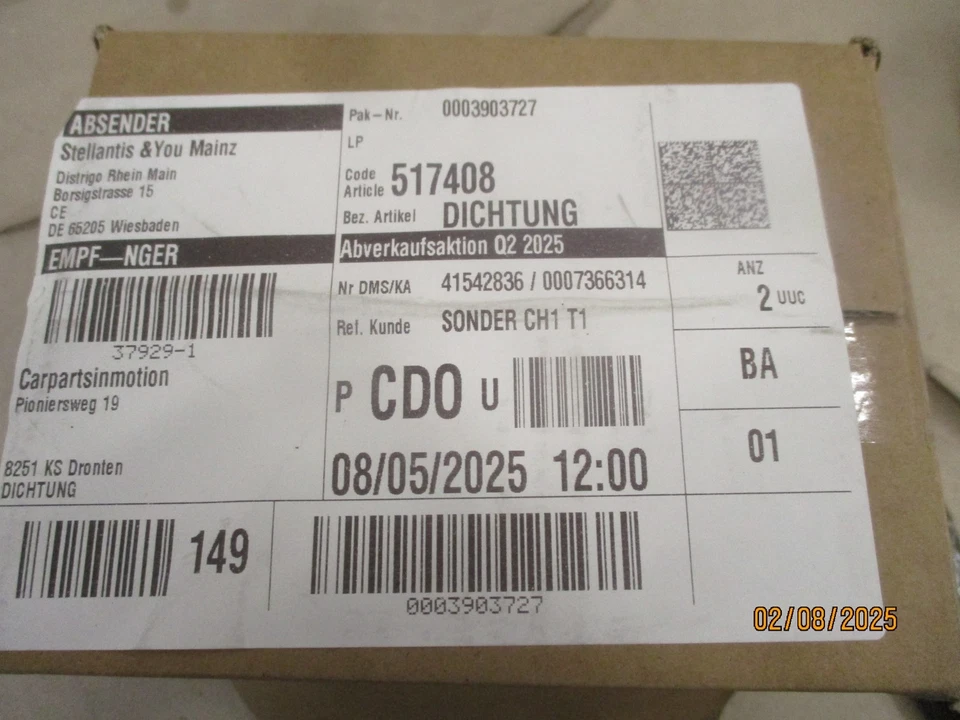 ABSENDER
Stellantis &You Mainz
Distrigo Rhein Main
Borsigstrasse 15
CE
DE 65205 Wiesbaden
EMPF—NGER
37929-1
Carpartsinmotion
Pioniersweg 19
8251 KS Dronten
DICHTUNG
149
Pak-Nr. 0003903727
LP
Code Article 517408
Bez. Artikel DICHTUNG
Abverkaufsaktion Q2 2025
Nr DMS/KA 41542836 / 0007366314
Ref. Kunde SONDER CH1 T1
P CDO U
08/05/2025 12:00
0003903727
ANZ
2 UUC
BA
01
02/08/2025